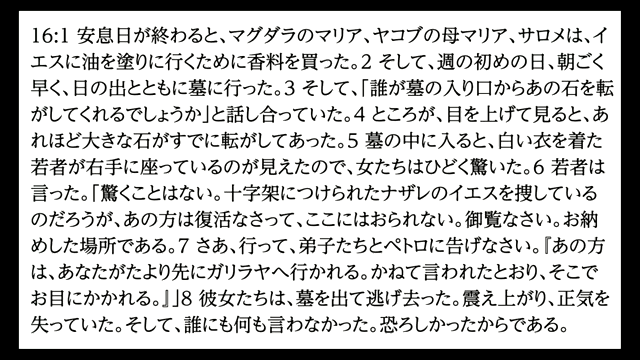 16:1 安息日が終わると、マグダラのマリア、ヤコブの母マリア、サロメは、イ
エスに油を塗りに行くために香料を買った。2 そして、週の初めの日、朝ごく
早く、日の出とともに墓に行った。3 そして、「誰が墓の入り口からあの石を転
がしてくれるでしょうか」と話し合っていた。4 ところが、目を上げて見ると、あ
れほど大きな石がすでに転がしてあった。5 墓の中に入ると、白い衣を着た
若者が右手に座っているのが見えたので、女たちはひどく驚いた。6 若者は
言った。「驚くことはない。十字架につけられたナザレのイエスを捜している
のだろうが、あの方は復活なさって、ここにはおられない。御覧なさい。お納
めした場所である。7 さあ、行って、弟子たちとペトロに告げなさい。『あの方
は、あなたがたより先にガリラヤへ行かれる。かねて言われたとおり、そこで
お目にかかれる。』」8 彼女たちは、墓を出て逃げ去った。震え上がり、正気を
失っていた。そして、誰にも何も言わなかった。恐ろしかったからである。